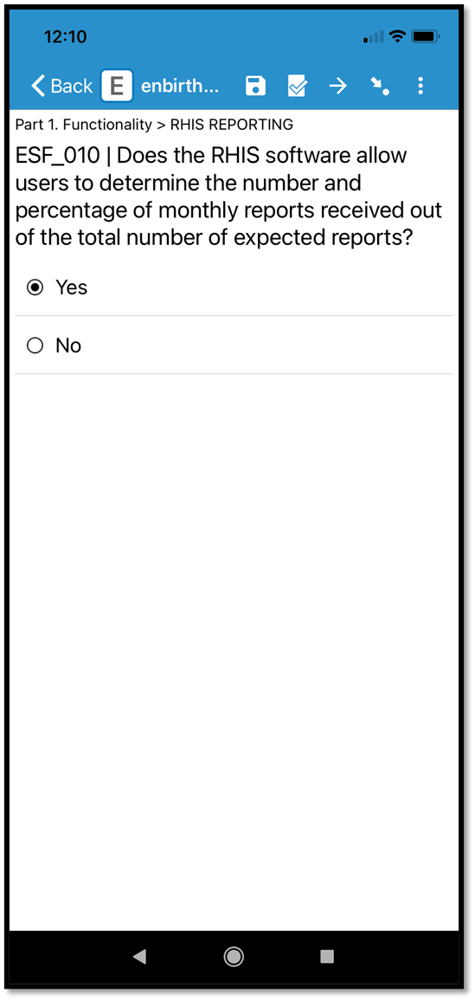 12:10
Back E enbirth...
Part 1. Functionality > RHIS REPORTING
ESF_010 | Does the RHIS software allow
users to determine the number and
percentage of monthly reports received out
of the total number of expected reports?
Yes
No